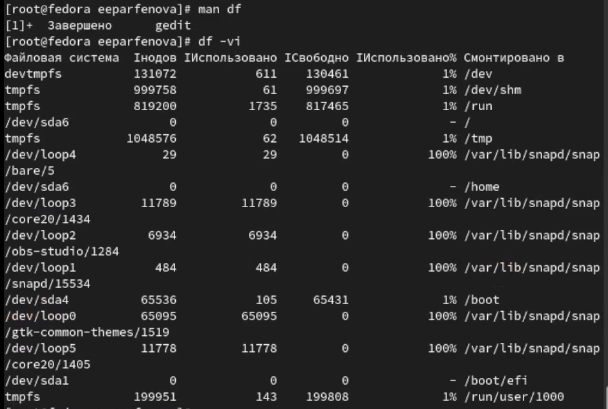 [root@fedora eeparfenova]# man df
[1]+  Завершено      gedit
[root@fedora eeparfenova]# df -vi
Файловая система  Iнодов IИспользовано IСвободно IИспользовано% Смонтировано в
devtmpfs          131072           611    130461             1% /dev
tmpfs             999758            61    999697             1% /dev/shm
tmpfs             819200          1735    817465             1% /run
/dev/sda6              0             0         0              - /
tmpfs            1048576            62   1048514             1% /tmp
/dev/loop4            29            29         0           100% /var/lib/snapd/snap
/bare/5
/dev/sda6              0             0         0              - /home
/dev/loop3         11789         11789         0           100% /var/lib/snapd/snap
/core20/1434
/dev/loop2          6934          6934         0           100% /var/lib/snapd/snap
/obs-studio/1284
/dev/loop1           484           484         0           100% /var/lib/snapd/snap
/snapd/15534
/dev/sda4          65536           105     65431             1% /boot
/dev/loop0         65095         65095         0           100% /var/lib/snapd/snap
/gtk-common-themes/1519
/dev/loop5         11778         11778         0           100% /var/lib/snapd/snap
/core20/1405
/dev/sda1              0             0         0              - /boot/efi
tmpfs             199951           143    199808             1% /run/user/1000